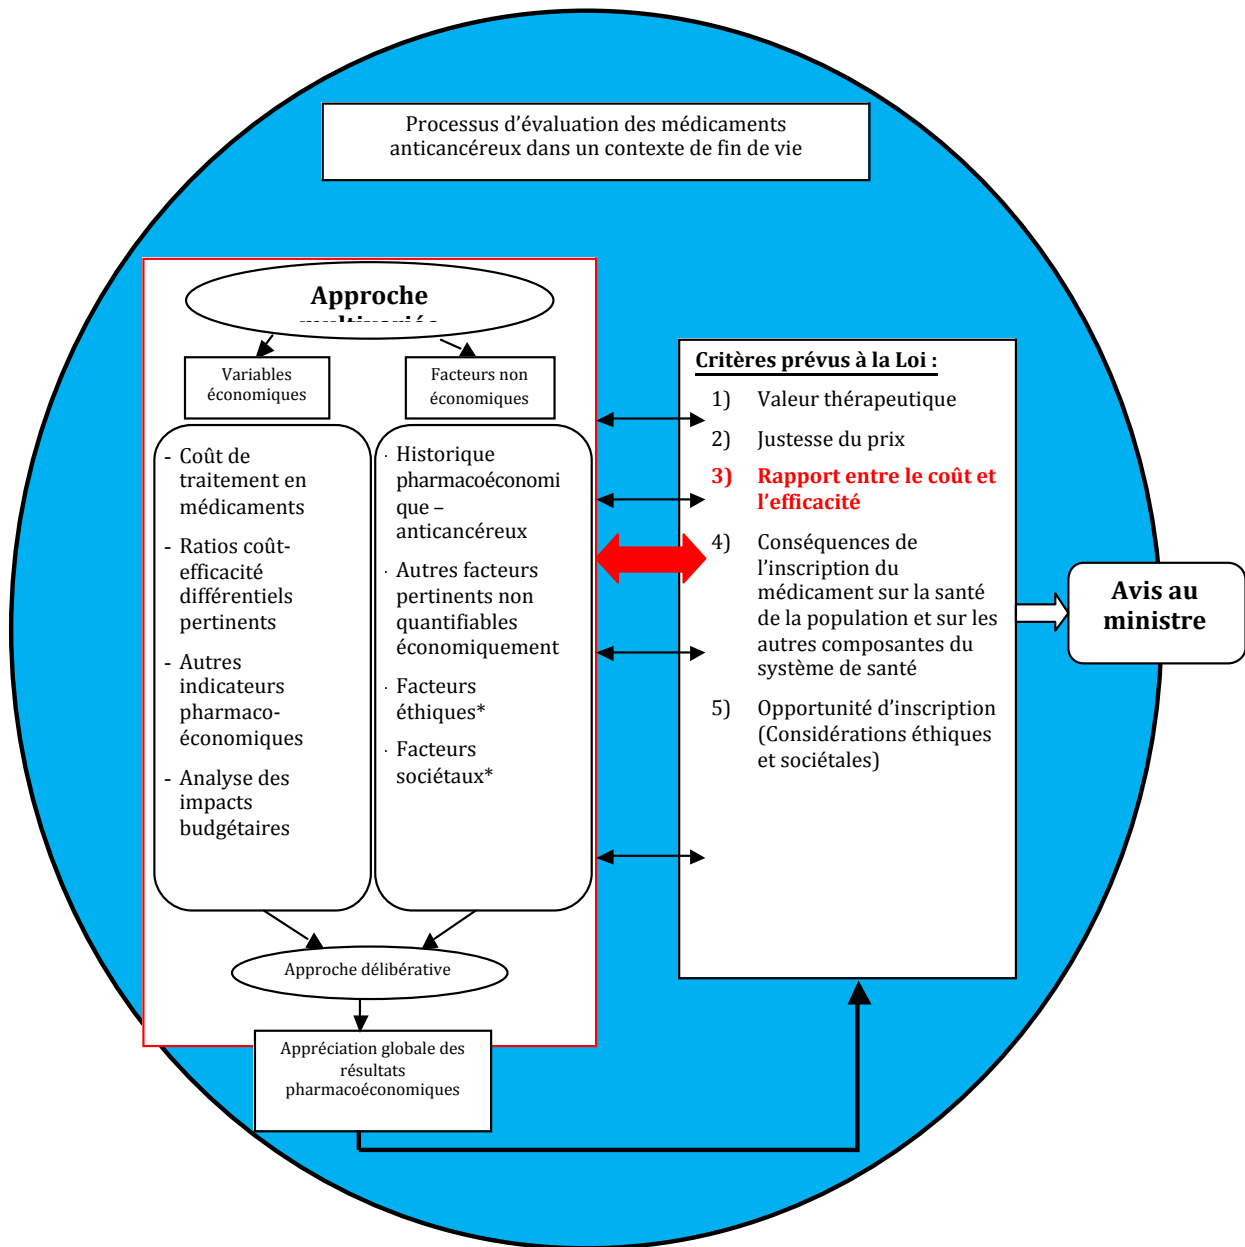 Processus d'évaluation des médicaments
anticancéreux dans un contexte de fin de vie
Approche
Variables
économiques
Facteurs non
économiques
- Coût de
traitement en
médicaments
- Ratios coût-
efficacité
différentiels
pertinents
- Autres
indicateurs
pharmaco-
économiques
- Analyse des
impacts
budgétaires
· Historique
pharmacoéconomi
que –
anticancéreux
· Autres facteurs
pertinents non
quantifiables
économiquement
· Facteurs
éthiques*
· Facteurs
sociétaux*
Approche délibérative
Appréciation globale des
résultats
pharmacoéconomiques
Critères prévus à la Loi :
1) Valeur thérapeutique
2) Justesse du prix
3) Rapport entre le coût et
l'efficacité
4) Conséquences de
l'inscription du
médicament sur la santé
de la population et sur les
autres composantes du
système de santé
5) Opportunité d'inscription
(Considérations éthiques
et sociétales)
Avis au
ministre